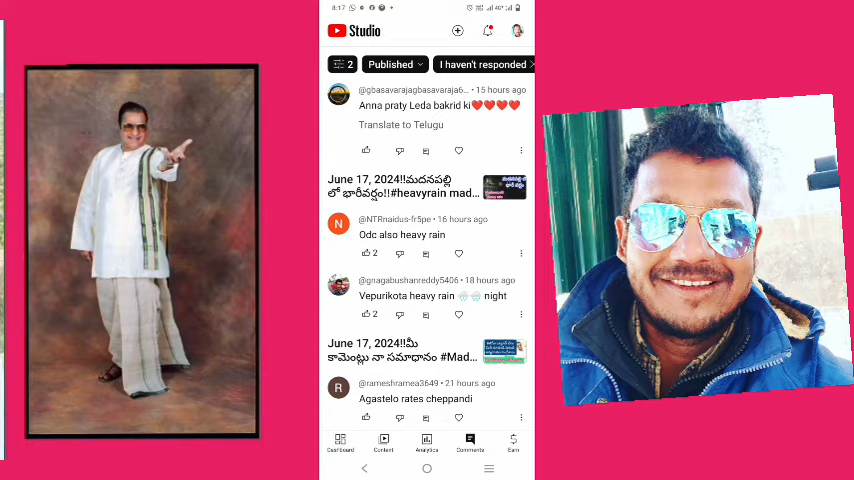 8:17
Studio
2
Published
I haven't responded
@gbasavarajagbasavaraja6... • 15 hours ago
Anna praty Leda bakrid ki❤️❤️❤️❤️
Translate to Telugu
June 17, 2024!!మదనపల్లి
లో భారీవర్షం!!#heavyrain mad...
@NTRnaidus-fr5pe • 16 hours ago
Odc also heavy rain
2
@gnagabushanreddy5406 • 18 hours ago
Vepurikota heavy rain 🌧️🌧️ night
2
June 17, 2024!!మీ
కామెంట్లు నా సమాధానం #Mad...
@rameshramea3649 • 21 hours ago
Agastelo rates cheppandi
Dashboard
Content
Analytics
Comments
Earn